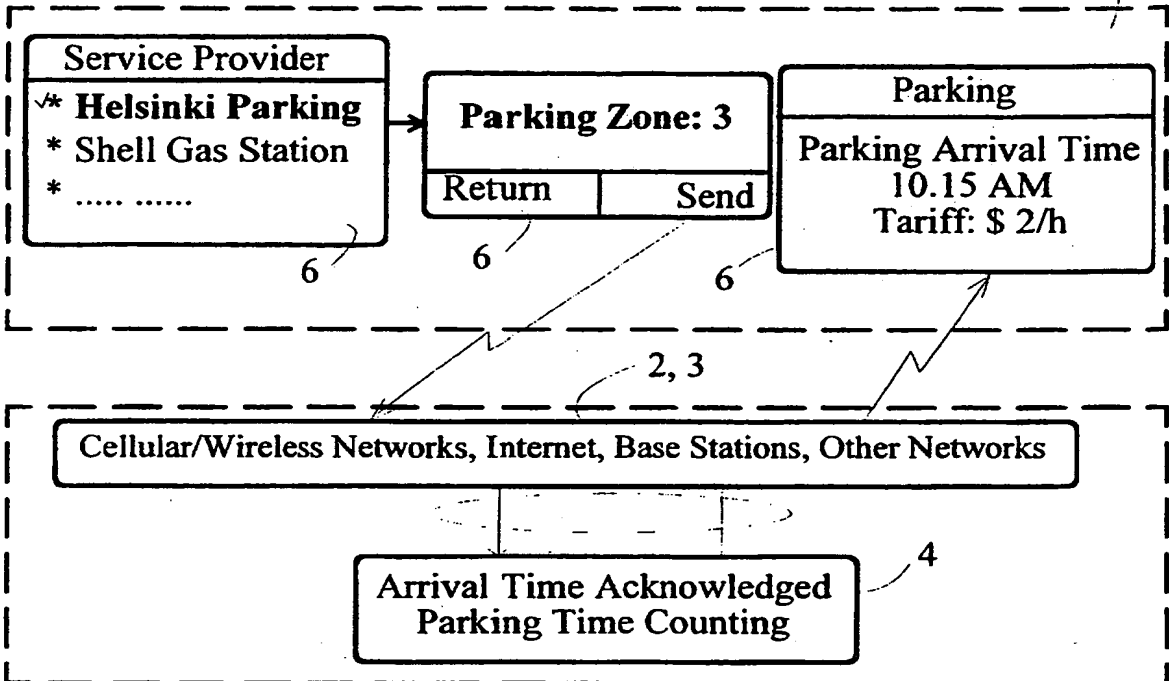 Service Provider
√* Helsinki Parking
* Shell Gas Station
* ..... ......
6
Parking Zone: 3
Return Send
6
Parking
Parking Arrival Time
10.15 AM
Tariff: $ 2/h
6
2, 3
Cellular/Wireless Networks, Internet, Base Stations, Other Networks
Arrival Time Acknowledged
Parking Time Counting
4